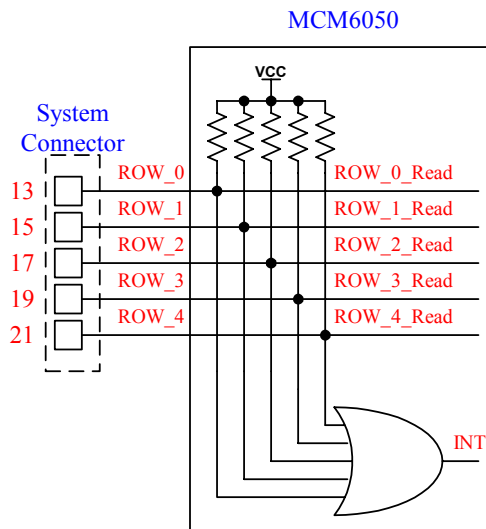 MCM6050
VCC
System
Connector
13 ROW_0 ROW_0_Read
15 ROW_1 ROW_1_Read
17 ROW_2 ROW_2_Read
19 ROW_3 ROW_3_Read
21 ROW_4 ROW_4_Read
INT